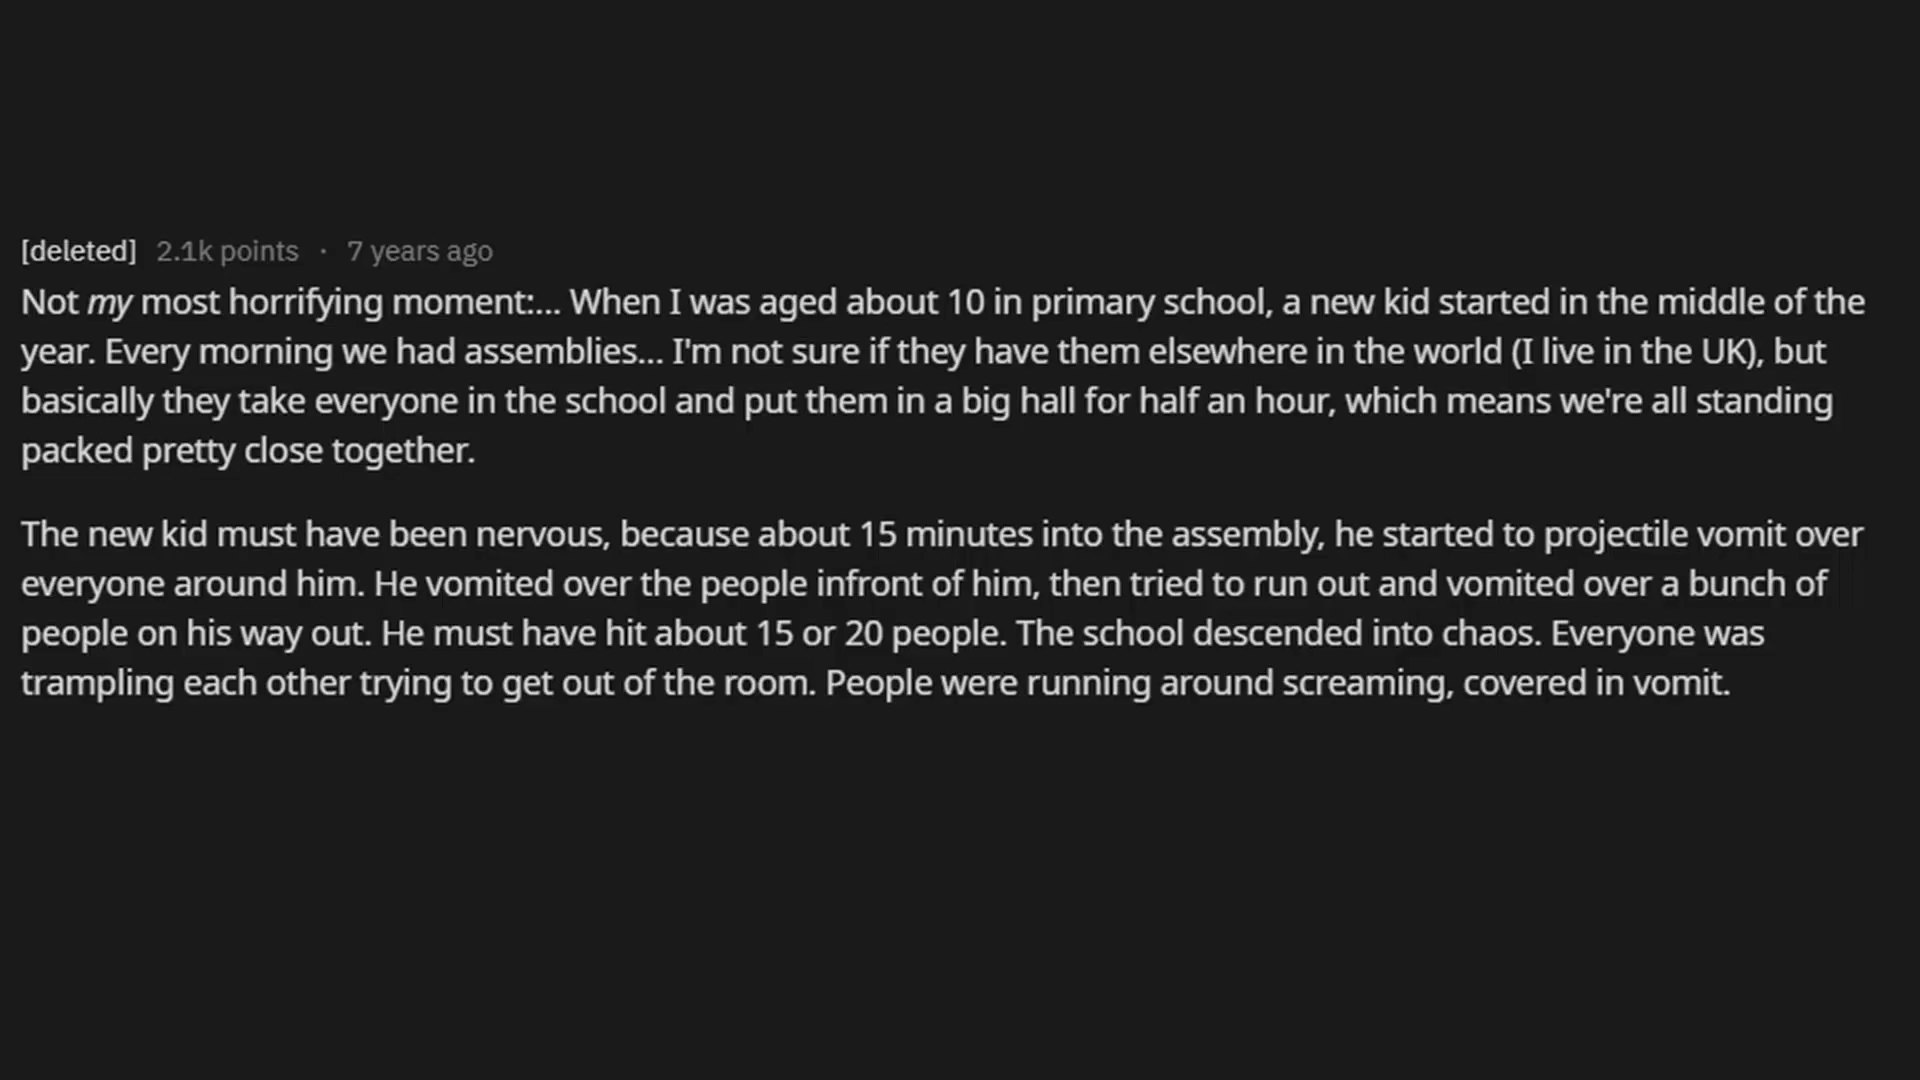 [deleted] 2.1k points · 7 years ago
Not my most horrifying moment:... When I was aged about 10 in primary school, a new kid started in the middle of the
year. Every morning we had assemblies... I'm not sure if they have them elsewhere in the world (I live in the UK), but
basically they take everyone in the school and put them in a big hall for half an hour, which means we're all standing
packed pretty close together.
The new kid must have been nervous, because about 15 minutes into the assembly, he started to projectile vomit over
everyone around him. He vomited over the people infront of him, then tried to run out and vomited over a bunch of
people on his way out. He must have hit about 15 or 20 people. The school descended into chaos. Everyone was
trampling each other trying to get out of the room. People were running around screaming, covered in vomit.